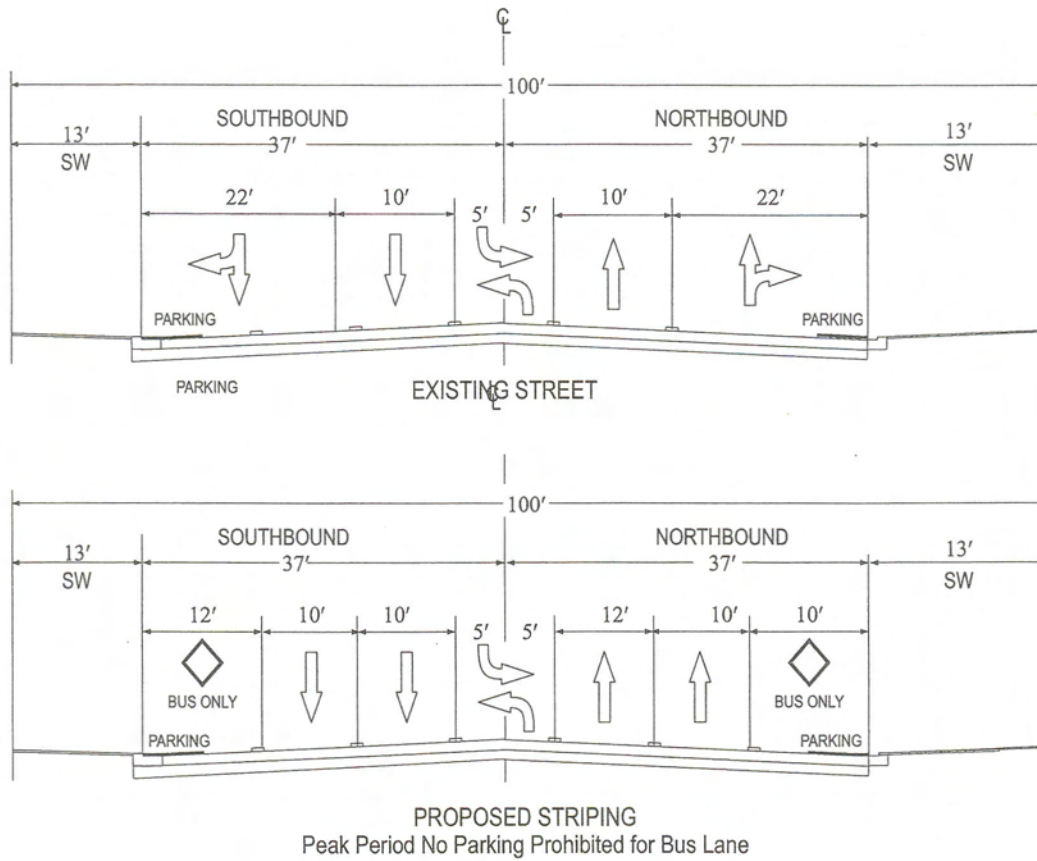 ℄
100'
SOUTHBOUND NORTHBOUND
13' 37' 37' 13'
SW SW
22' 10' 5' 5' 10' 22'
PARKING PARKING
PARKING
EXISTING STREET
℄
100'
SOUTHBOUND NORTHBOUND
13' 37' 37' 13'
SW SW
12' 10' 10' 5' 5' 12' 10' 10'
BUS ONLY BUS ONLY
PARKING PARKING
PROPOSED STRIPING
Peak Period No Parking Prohibited for Bus Lane